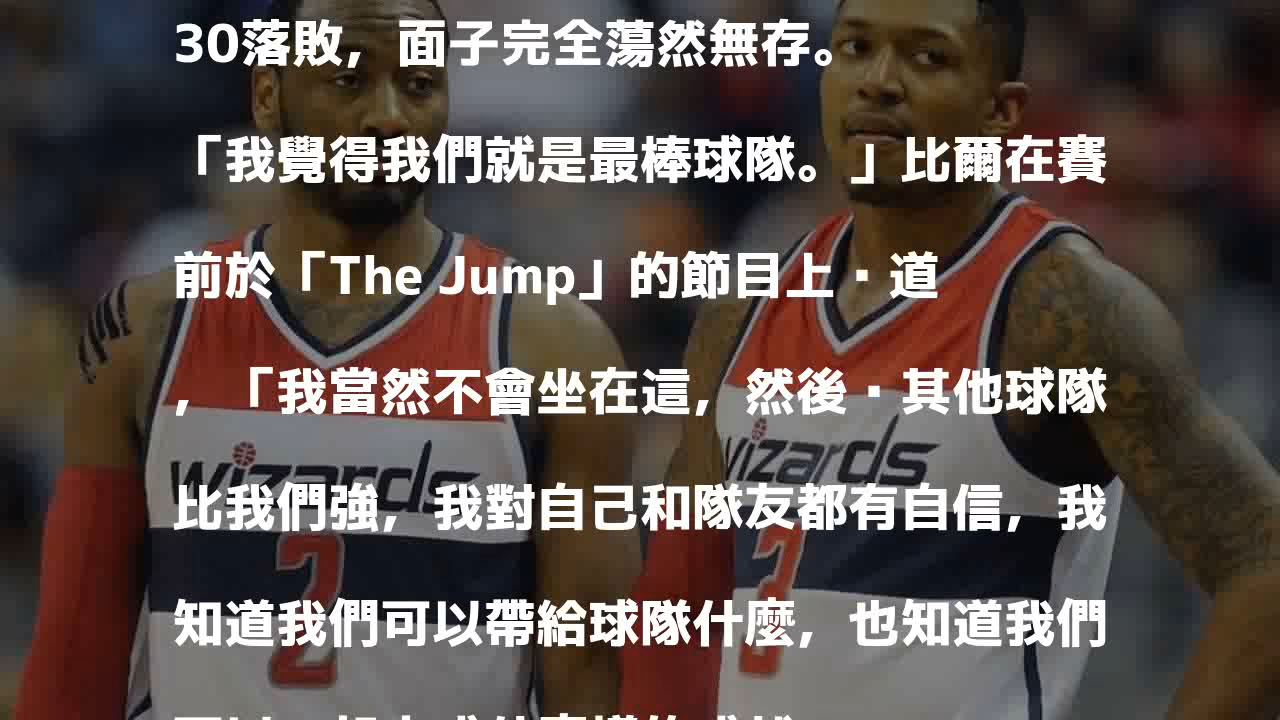 30落敗，面子完全蕩然無存。
「我覺得我們就是最棒球隊。」比爾在賽
前於「The Jump」的節目上·道
，「我當然不會坐在這，然後·其他球隊
比我們強，我對自己和隊友都有自信，我
知道我們可以帶給球隊什麼，也知道我們
wizards
2
wizards
3